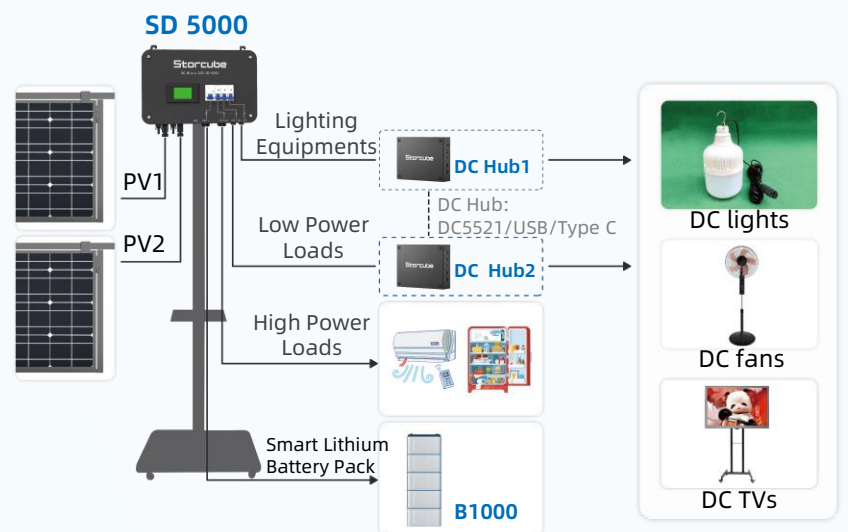 SD 5000
Storcube
PV1
PV2
Lighting
Equipments
Storcube
DC Hub1
DC Hub:
DC5521/USB/Type C
Low Power
Loads
Storcube
DC Hub2
High Power
Loads
Smart Lithium
Battery Pack
B1000
DC lights
DC fans
DC TVs